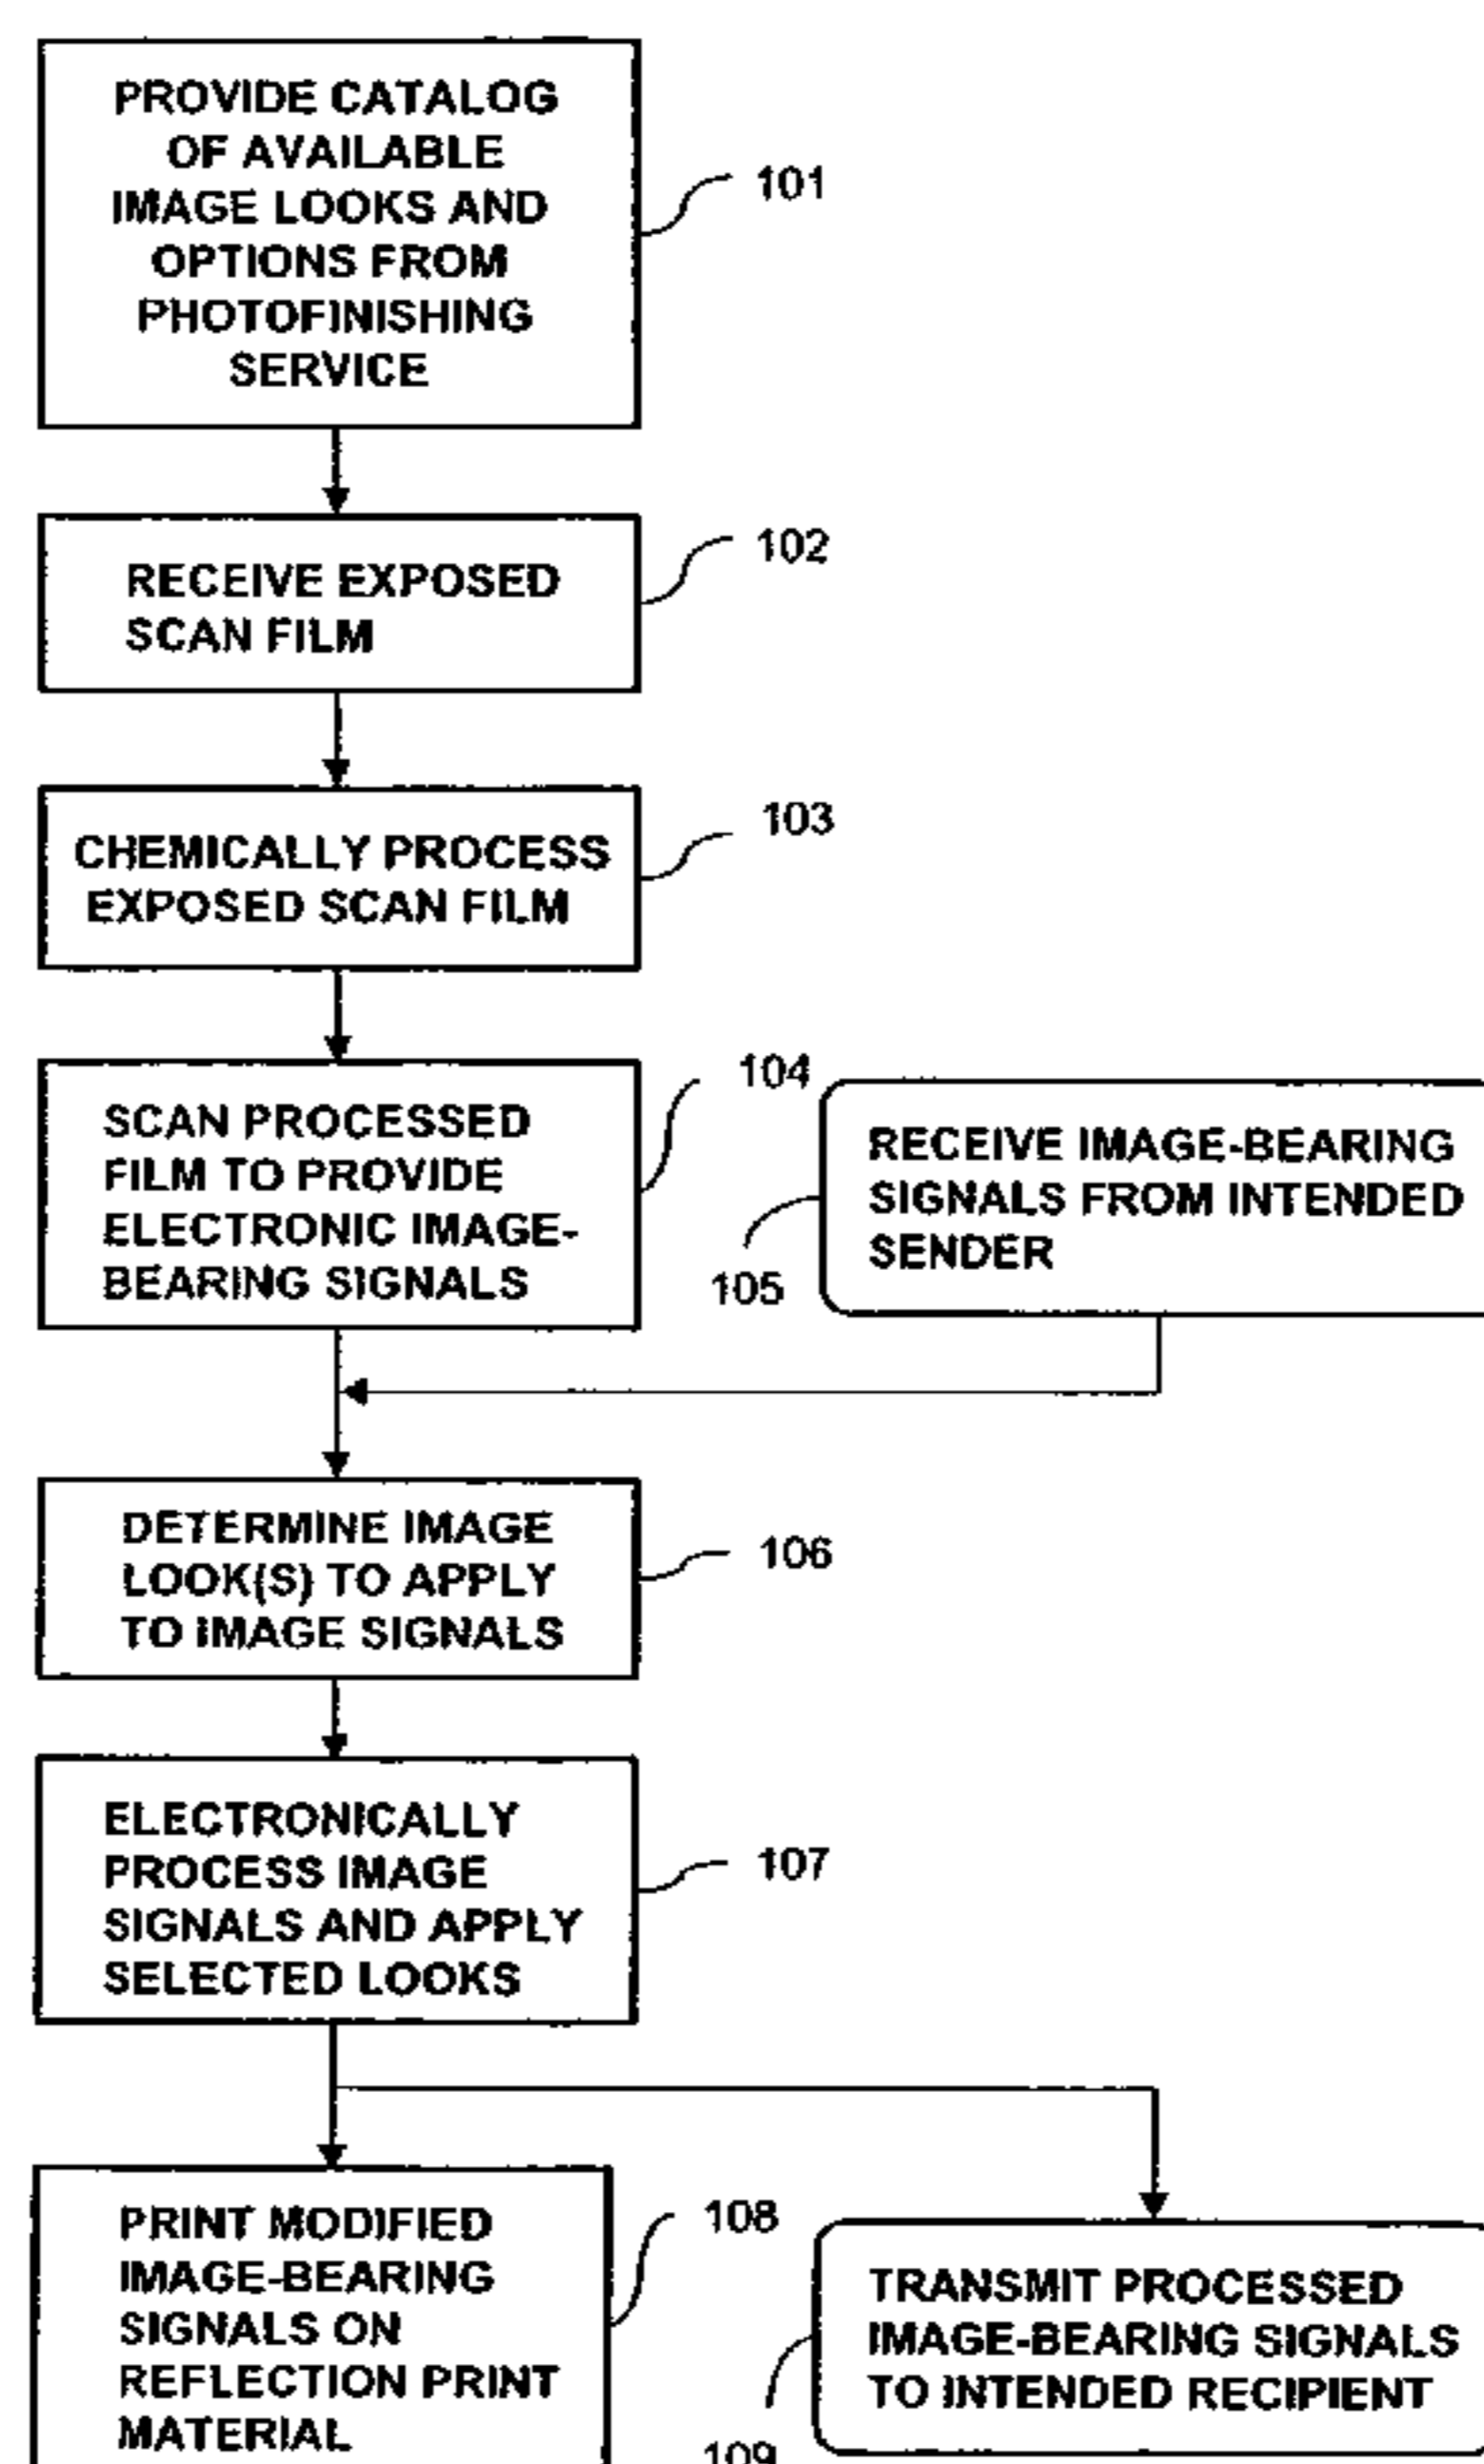 PROVIDE CATALOG
OF AVAILABLE
IMAGE LOOKS AND
OPTIONS FROM
PHOTOFINISHING
SERVICE
101
RECEIVE EXPOSED
SCAN FILM
102
CHEMICALLY PROCESS
EXPOSED SCAN FILM
103
SCAN PROCESSED
FILM TO PROVIDE
ELECTRONIC IMAGE-
BEARING SIGNALS
104
RECEIVE IMAGE-BEARING
SIGNALS FROM INTENDED
SENDER
105
DETERMINE IMAGE
LOOK(S) TO APPLY
TO IMAGE SIGNALS
106
ELECTRONICALLY
PROCESS IMAGE
SIGNALS AND APPLY
SELECTED LOOKS
107
PRINT MODIFIED
IMAGE-BEARING
SIGNALS ON
REFLECTION PRINT
MATERIAL
108
TRANSMIT PROCESSED
IMAGE-BEARING SIGNALS
TO INTENDED RECIPIENT
109